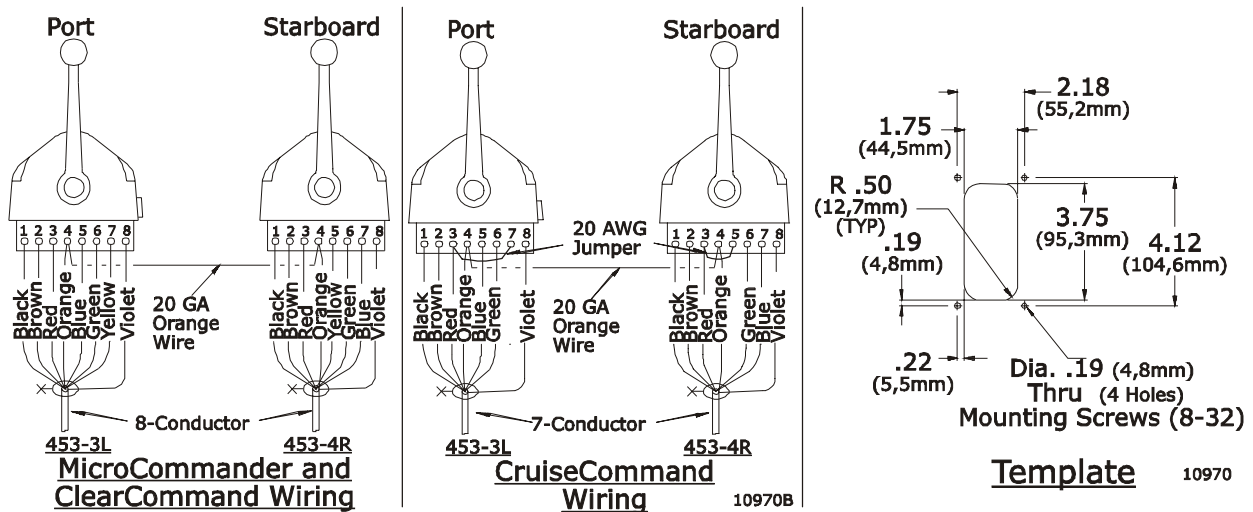 Port
Starboard
1 2 3 4 5 6 7 8
1 2 3 4 5 6 7 8
Black
Brown
Red
Orange
Blue
Green
Yellow
Violet
20 GA
Orange
Wire
Black
Brown
Red
Orange
Yellow
Green
Blue
Violet
8-Conductor
453-3L
453-4R
MicroCommander and
ClearCommand Wiring
Port
Starboard
1 2 3 4 5 6 7 8
20 AWG
Jumper
1 2 3 4 5 6 7 8
Black
Brown
Red
Orange
Blue
Green
Violet
20 GA
Orange
Wire
Black
Brown
Red
Orange
Green
Blue
Violet
7-Conductor
453-3L
453-4R
CruiseCommand
Wiring
10970B
2.18
(55,2mm)
1.75
(44,5mm)
R .50
(12,7mm)
(TYP)
3.75
(95,3mm)
4.12
(104,6mm)
.19
(4,8mm)
.22
(5,5mm)
Dia. .19 (4,8mm)
Thru (4 Holes)
Mounting Screws (8-32)
Template
10970